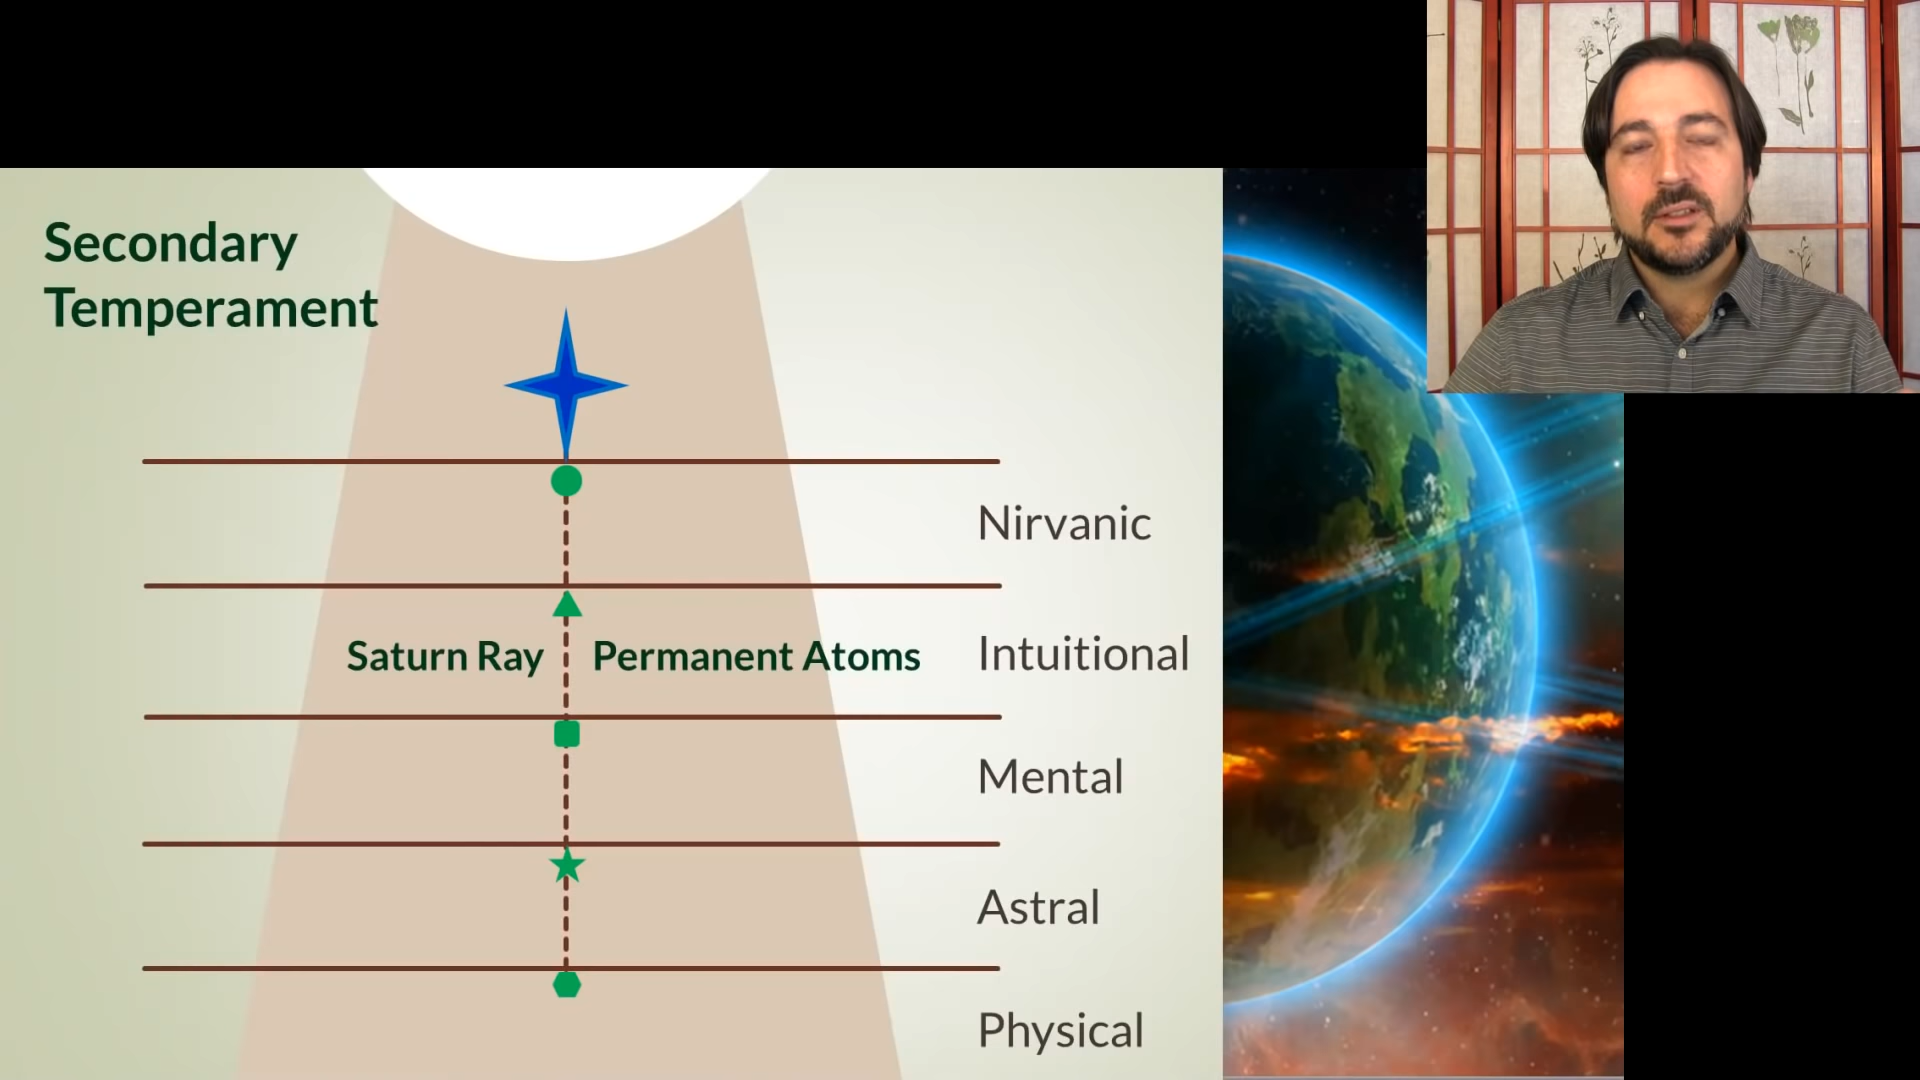 Secondary
Temperament
Nirvanic
Saturn Ray Permanent Atoms
Intuitional
Mental
Astral
Physical